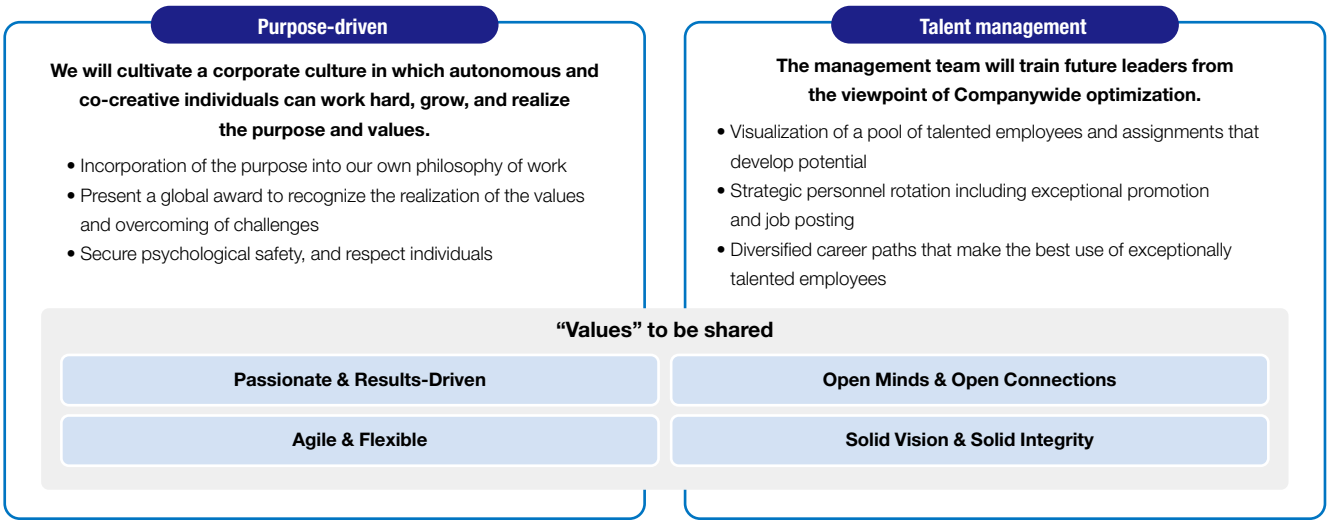 Purpose-driven
We will cultivate a corporate culture in which autonomous and
co-creative individuals can work hard, grow, and realize
the purpose and values.
• Incorporation of the purpose into our own philosophy of work
• Present a global award to recognize the realization of the values
and overcoming of challenges
• Secure psychological safety, and respect individuals
Talent management
The management team will train future leaders from
the viewpoint of Companywide optimization.
• Visualization of a pool of talented employees and assignments that
develop potential
• Strategic personnel rotation including exceptional promotion
and job posting
• Diversified career paths that make the best use of exceptionally
talented employees
“Values” to be shared
Passionate & Results-Driven
Open Minds & Open Connections
Agile & Flexible
Solid Vision & Solid Integrity